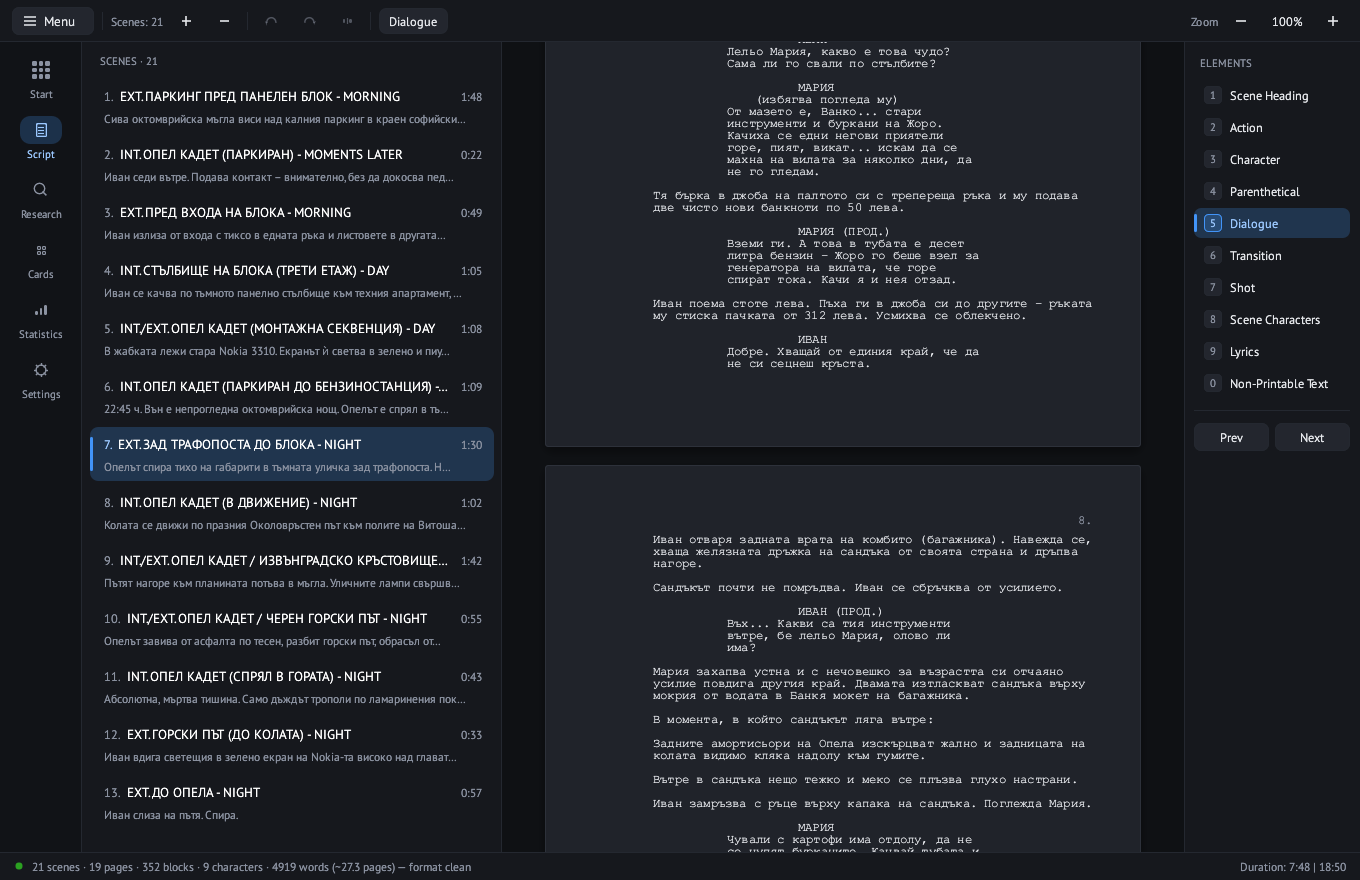 Menu
Scenes: 21
Dialogue
Zoom
100%
Start
Script
Research
Cards
Statistics
Settings
SCENES · 21
1. EXT.ПАРКИНГ ПРЕД ПАНЕЛЕН БЛОК - MORNING 1:48
Сива октомврийска мъгла виси над калния паркинг в краен софийски...
2. INT.ОПЕЛ КАДЕТ (ПАРКИРАН) - MOMENTS LATER 0:22
Иван седи вътре. Подава контакт – внимателно, без да докосва пед...
3. EXT.ПРЕД ВХОДА НА БЛОКА - MORNING 0:49
Иван излиза от входа с тиксо в едната ръка и листовете в другата...
4. INT.СТЪЛБИЩЕ НА БЛОКА (ТРЕТИ ЕТАЖ) - DAY 1:05
Иван се качва по тъмното панелно стълбище към техния апартамент, ...
5. INT./EXT.ОПЕЛ КАДЕТ (МОНТАЖНА СЕКВЕНЦИЯ) - DAY 1:08
В жабката лежи стара Nokia 3310. Екранът ѝ светва в зелено и пиу...
6. INT.ОПЕЛ КАДЕТ (ПАРКИРАН ДО БЕНЗИНОСТАНЦИЯ) -... 1:09
22:45 ч. Вън е непрогледна октомврийска нощ. Опелът е спрял в тъ...
7. EXT.ЗАД ТРАФОПОСТА ДО БЛОКА - NIGHT 1:30
Опелът спира тихо на габарити в тъмната уличка зад трафопоста. Н...
8. INT.ОПЕЛ КАДЕТ (В ДВИЖЕНИЕ) - NIGHT 1:02
Колата се движи по празния Околовръстен път към полите на Витоша...
9. INT./EXT.ОПЕЛ КАДЕТ / ИЗВЪНГРАДСКО КРЪСТОВИЩЕ... 1:42
Пътят нагоре към планината потъва в мъгла. Уличните лампи свършв...
10. INT./EXT.ОПЕЛ КАДЕТ / ЧЕРЕН ГОРСКИ ПЪТ - NIGHT 0:55
Опелът завива от асфалта по тесен, разбит горски път, обрасъл от...
11. INT.ОПЕЛ КАДЕТ (СПРЯЛ В ГОРАТА) - NIGHT 0:43
Абсолютна, мъртва тишина. Само дъждът трополи по ламаринения пок...
12. EXT.ГОРСКИ ПЪТ (ДО КОЛАТА) - NIGHT 0:33
Иван вдига светещия в зелено екран на Nokia-та високо над глават...
13. EXT.ДО ОПЕЛА - NIGHT 0:57
Иван слиза на пътя. Спира.
Лельо Мария, какво е това чудо?
Сама ли го свали по стълбите?
МАРИЯ
(избягва погледа му)
От мазето е, Ванко... стари
инструменти и буркани на Жоро.
Качиха се едни негови приятели
горе, пият, викат... искам да се
махна на вилата за няколко дни, да
не го гледам.
Тя бърка в джоба на палтото си с трепереща ръка и му подава
две чисто нови банкноти по 50 лева.
МАРИЯ (ПРОД.)
Вземи ги. А това в тубата е десет
литра бензин – Жоро го беше взел за
генератора на вилата, че горе
спират тока. Качи я и нея отзад.
Иван поема стоте лева. Пъха ги в джоба си до другите – ръката
му стиска пачката от 312 лева. Усмихва се облекчено.
ИВАН
Добре. Хващай от единия край, че да
не си сецнеш кръста.
8.
Иван отваря задната врата на комбито (багажника). Навежда се,
хваща желязната дръжка на сандъка от своята страна и дръпва
нагоре.
Сандъкът почти не помръдва. Иван се сбръчква от усилието.
ИВАН (ПРОД.)
Въх... Какви са тия инструменти
вътре, бе лельо Мария, олово ли
има?
Мария захапва устна и с нечовешко за възрастта си отчаяно
усилие повдига другия край. Двамата изтласкват сандъка върху
мокрия от водата в Банкя мокет на багажника.
В момента, в който сандъкът ляга вътре:
Задните амортисьори на Опела изскърцват жално и задницата на
колата видимо кляка надолу към гумите.
Вътре в сандъка нещо тежко и меко се плъзва глухо настрани.
Иван замръзва с ръце върху капака на сандъка. Поглежда Мария.
МАРИЯ
Чували с картофи има отдолу, да не
ELEMENTS
1 Scene Heading
2 Action
3 Character
4 Parenthetical
5 Dialogue
6 Transition
7 Shot
8 Scene Characters
9 Lyrics
0 Non-Printable Text
Prev
Next
21 scenes · 19 pages · 352 blocks · 9 characters · 4919 words (~27.3 pages) — format clean
Duration: 7:48 | 18:50